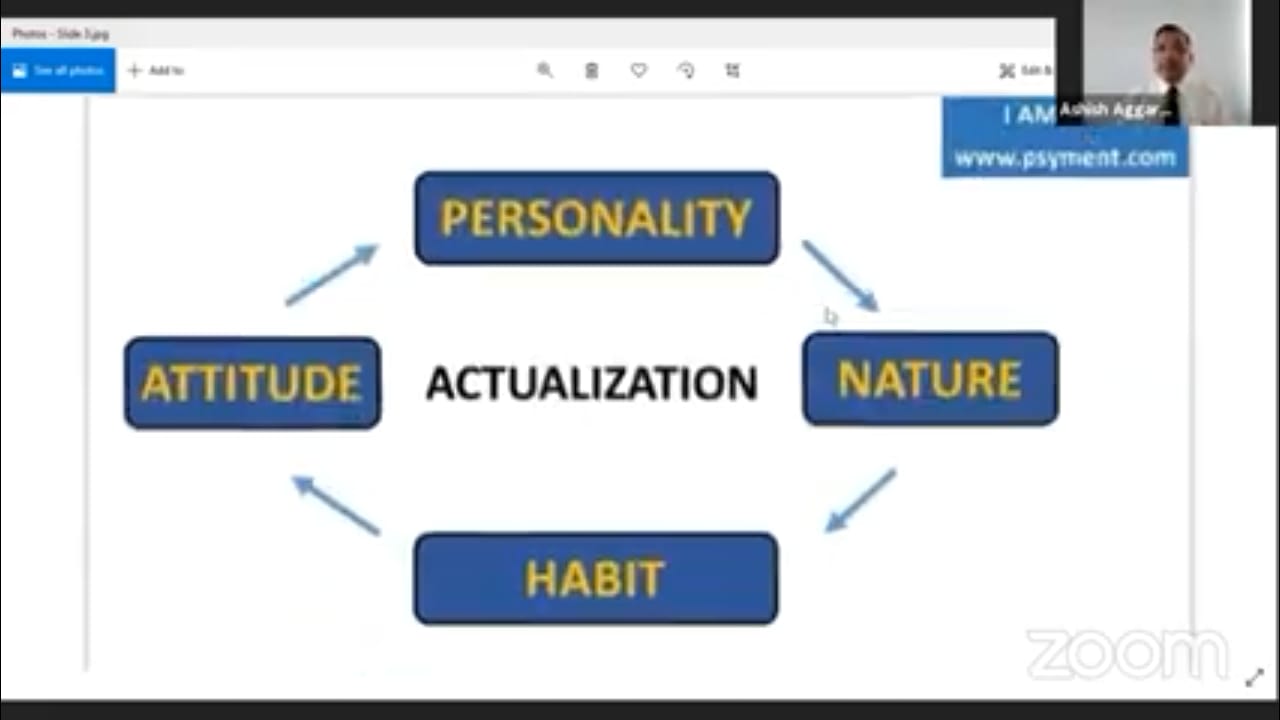 Photos - Slide 3.jpg
See all photos
Add to
Edit &
Ashish Aggar...
I AM
www.psyment.com
PERSONALITY
ATTITUDE
ACTUALIZATION
NATURE
HABIT
zoom